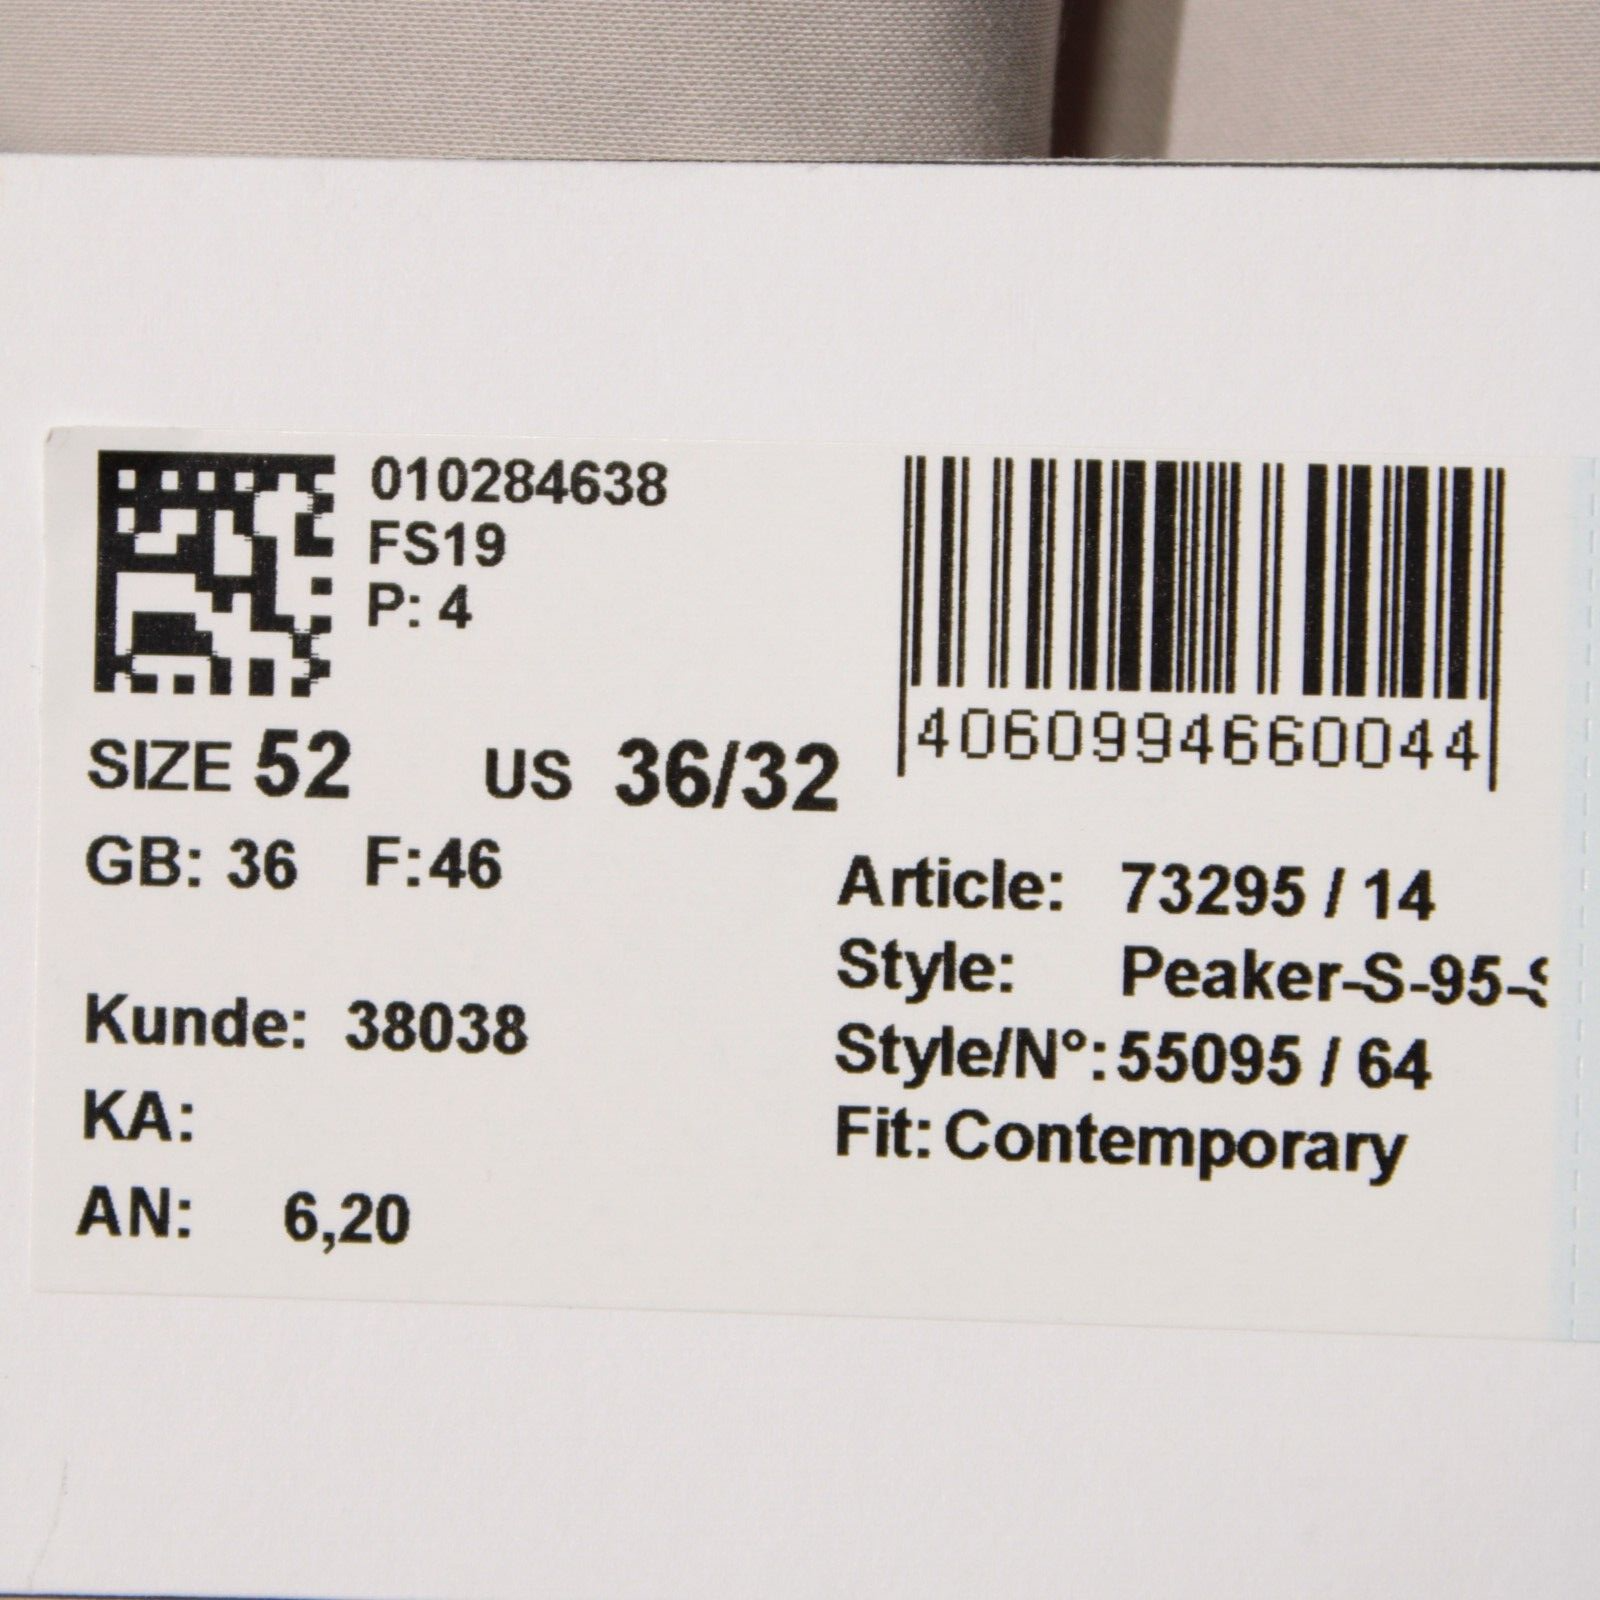 010284638
FS19
P: 4
4060994660044
SIZE 52 US 36/32
GB: 36 F:46
Article: 73295 / 14
Style: Peaker-S-95-
Kunde: 38038
Style/N°: 55095 / 64
KA:
Fit: Contemporary
AN: 6,20